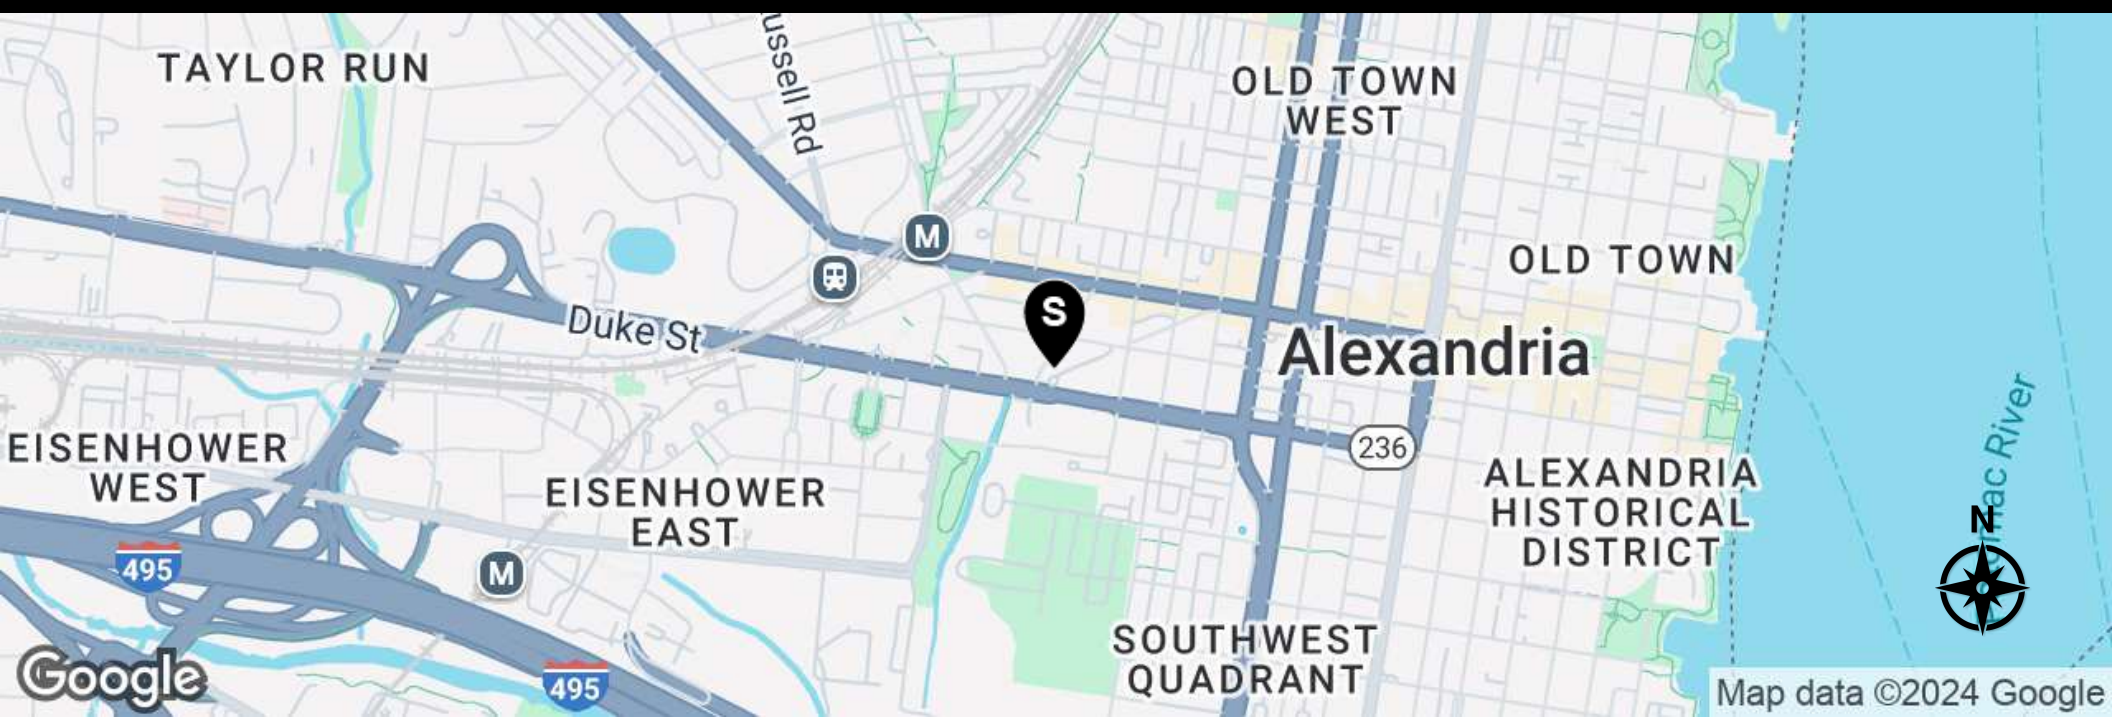 TAYLOR RUN
ussell Rd
OLD TOWN
WEST
M
OLD TOWN
S
Duke St
Alexandria
EISENHOWER
WEST
236
EISENHOWER
EAST
ALEXANDRIA
HISTORICAL
DISTRICT
ac River
N
495
M
SOUTHWEST
QUADRANT
495
Google
Map data ©2024 Google